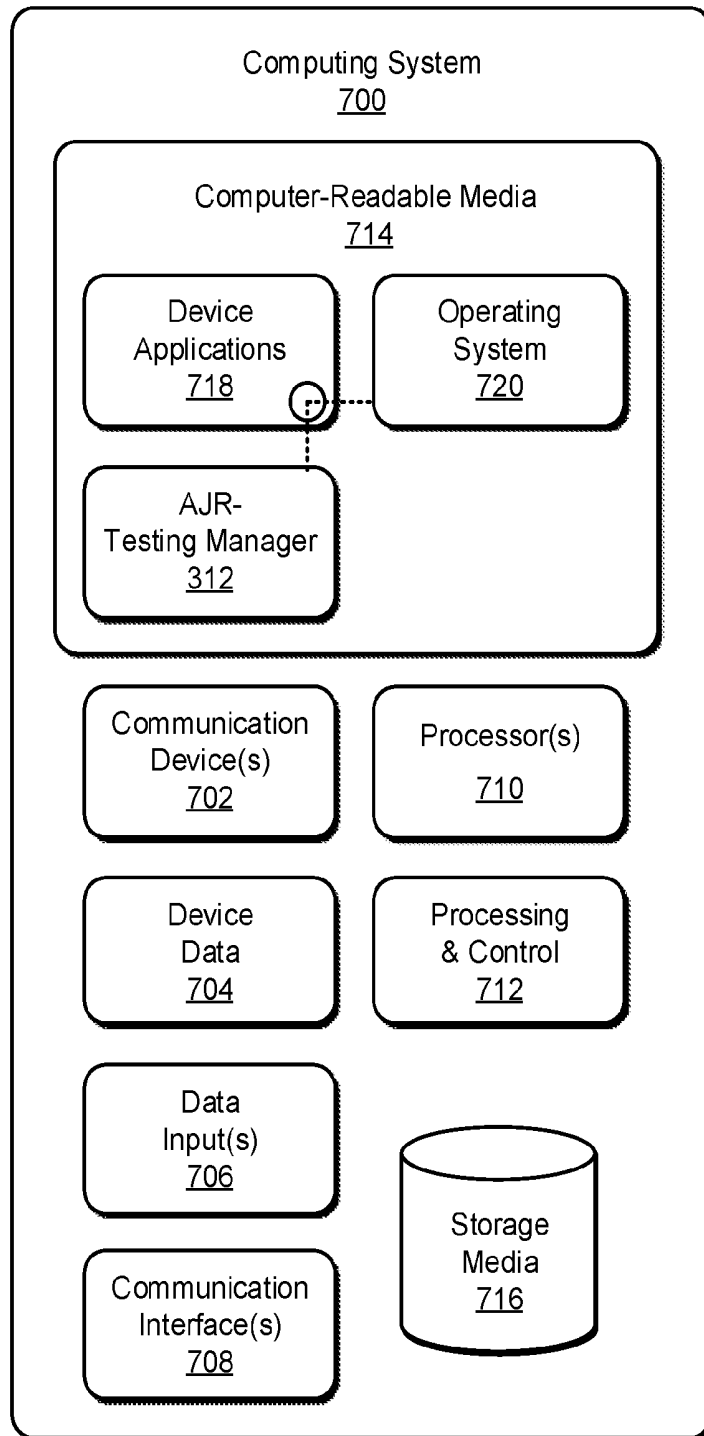 Computing System
700
Computer-Readable Media
714
Device
Applications
718
Operating
System
720
AJR-
Testing Manager
312
Communication
Device(s)
702
Processor(s)
710
Device
Data
704
Processing
& Control
712
Data
Input(s)
706
Storage
Media
716
Communication
Interface(s)
708